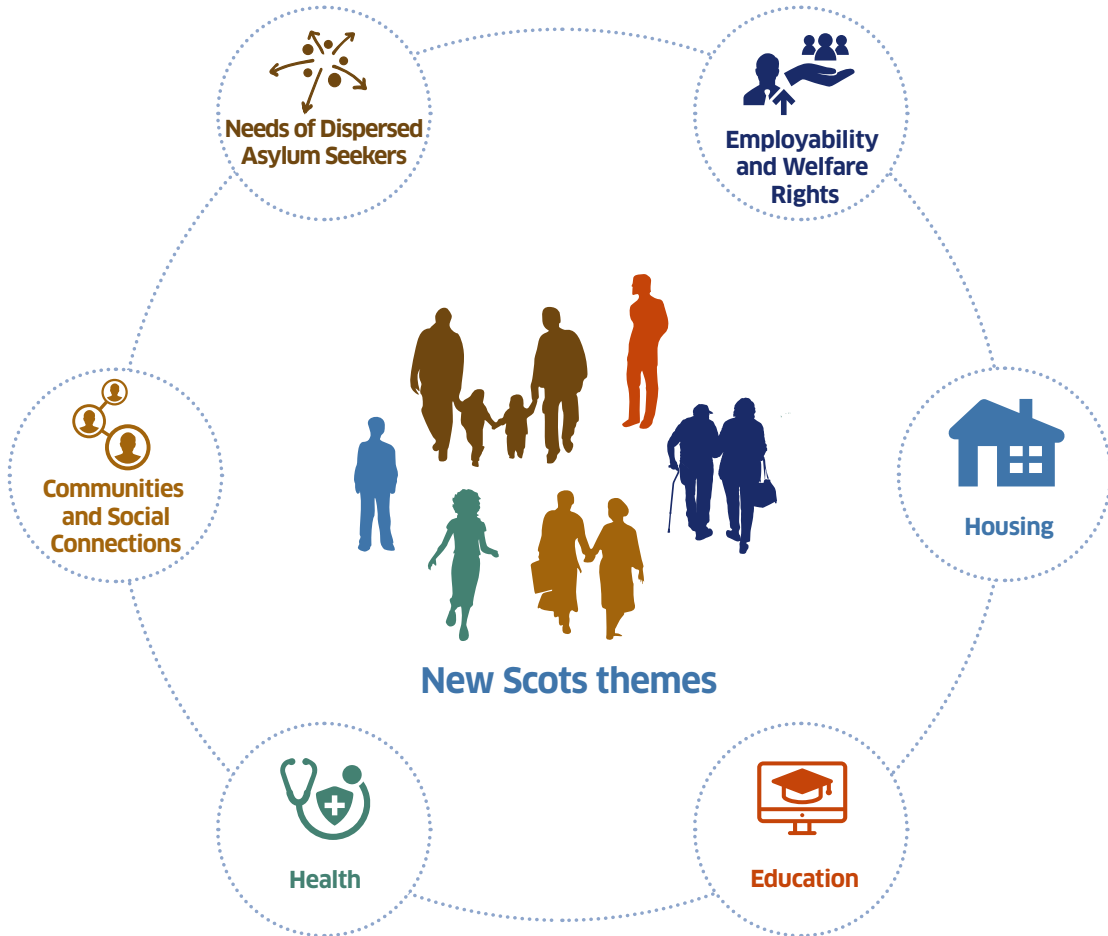 Needs of Dispersed
Asylum Seekers
Employability
and Welfare
Rights
Communities
and Social
Connections
Housing
New Scots themes
Health
Education